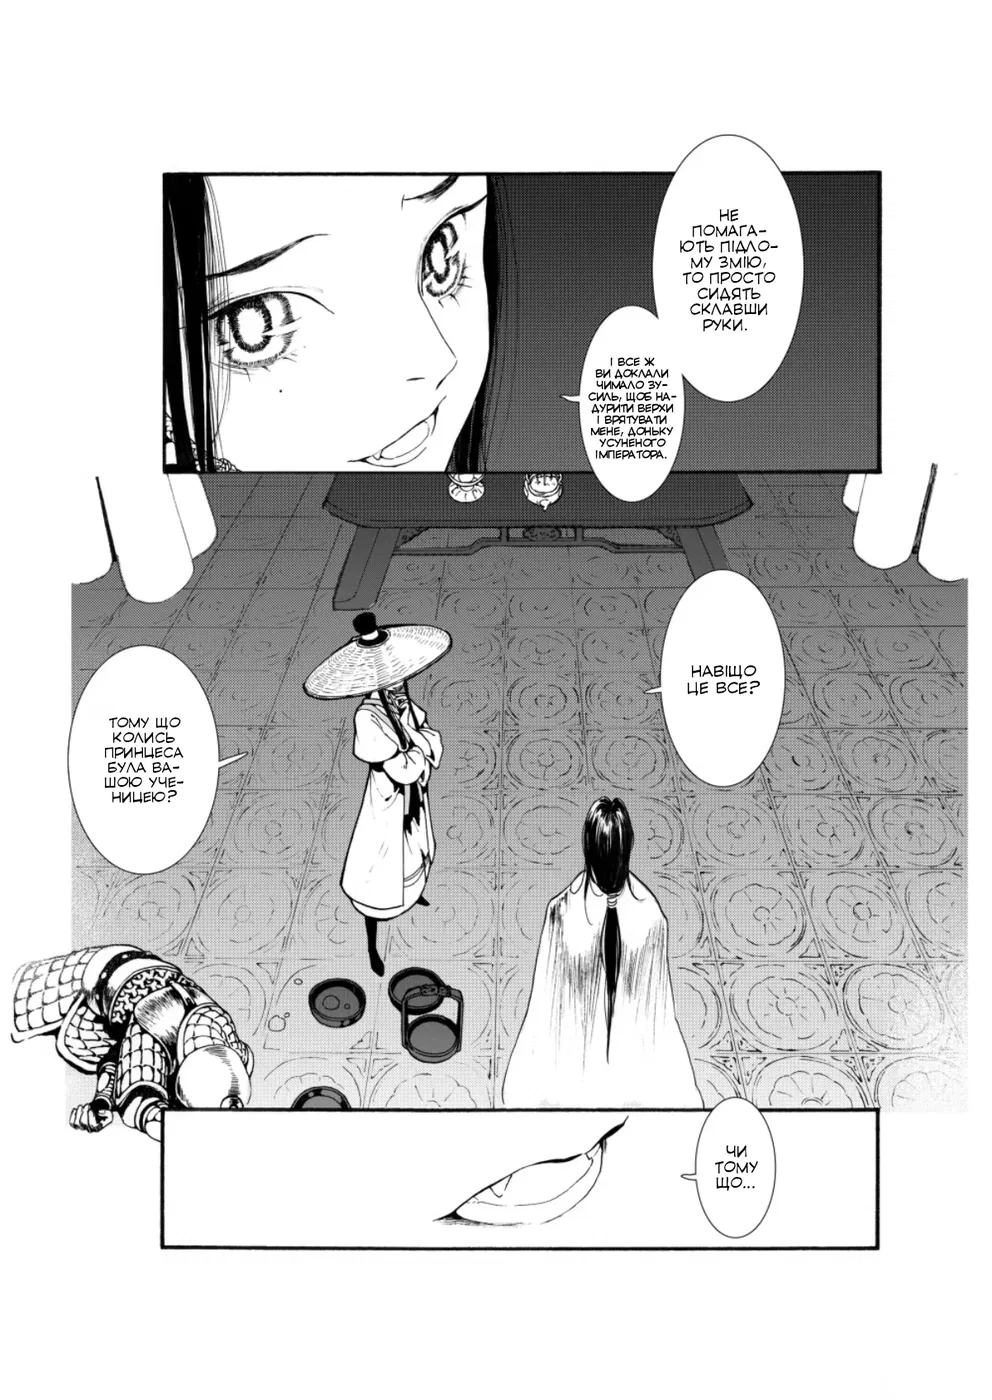 НЕ
ПОМАГА-
ЮТЬ ПІДЛО-
МУ ЗМІЮ,
ТО ПРОСТО
СИДЯТЬ
СКЛАВШИ
РУКИ.
І ВСЕ Ж
ВИ ДОКЛАЛИ
ЧИМАЛО ЗУ-
СИЛЬ, ЩОБ НА-
ДУРИТИ ВЕРХИ
І ВРЯТУВАТИ
МЕНЕ, ДОНЬКУ
УСУНЕНОГО
ІМПЕРАТОРА.
НАВІЩО
ЦЕ ВСЕ?
ТОМУ ЩО
КОЛИСЬ
ПРИНЦЕСА
БУЛА ВА-
ШОЮ УЧЕ-
НИЦЕЮ?
ЧИ
ТОМУ
ЩО...